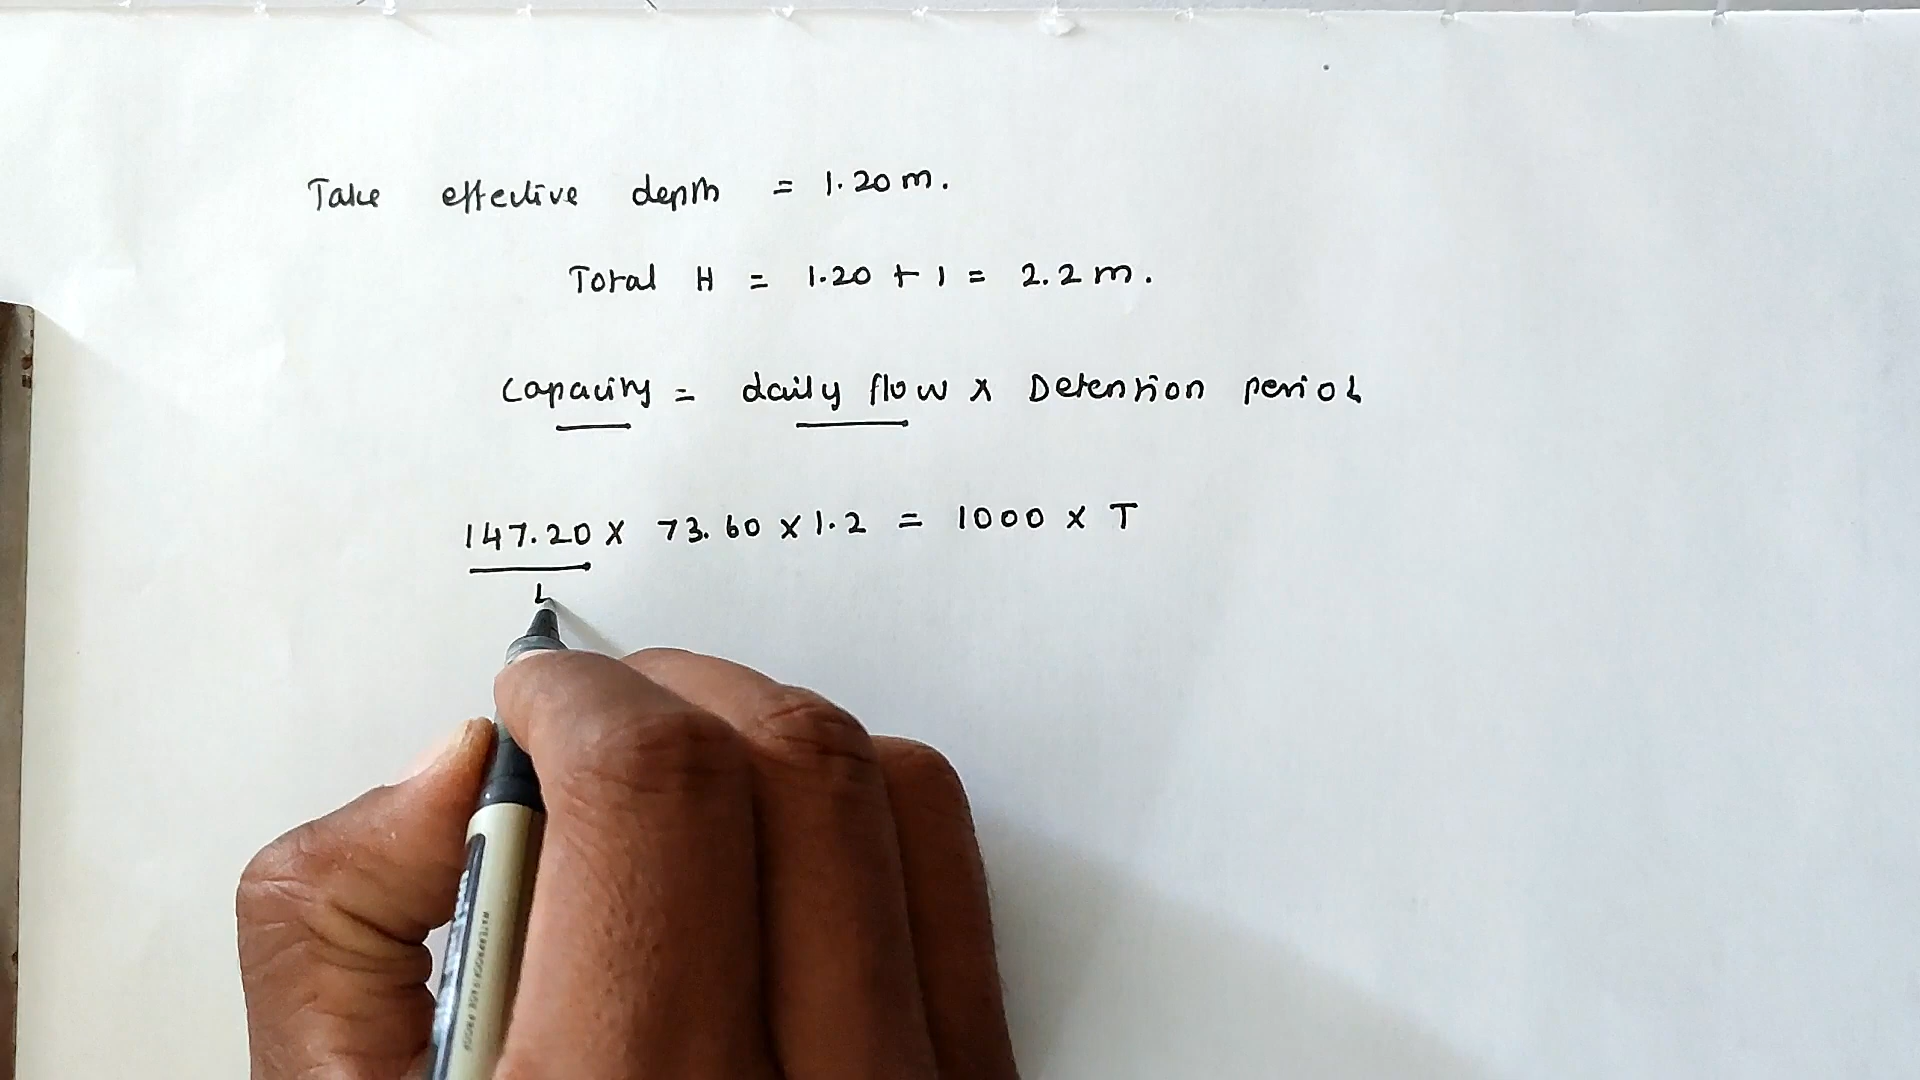 Take effective depth = 1.20 m.
Total H = 1.20 + 1 = 2.2 m.
Capacity = daily flow x Detention period
147.20 x 73.60 x 1.2 = 1000 x T
L